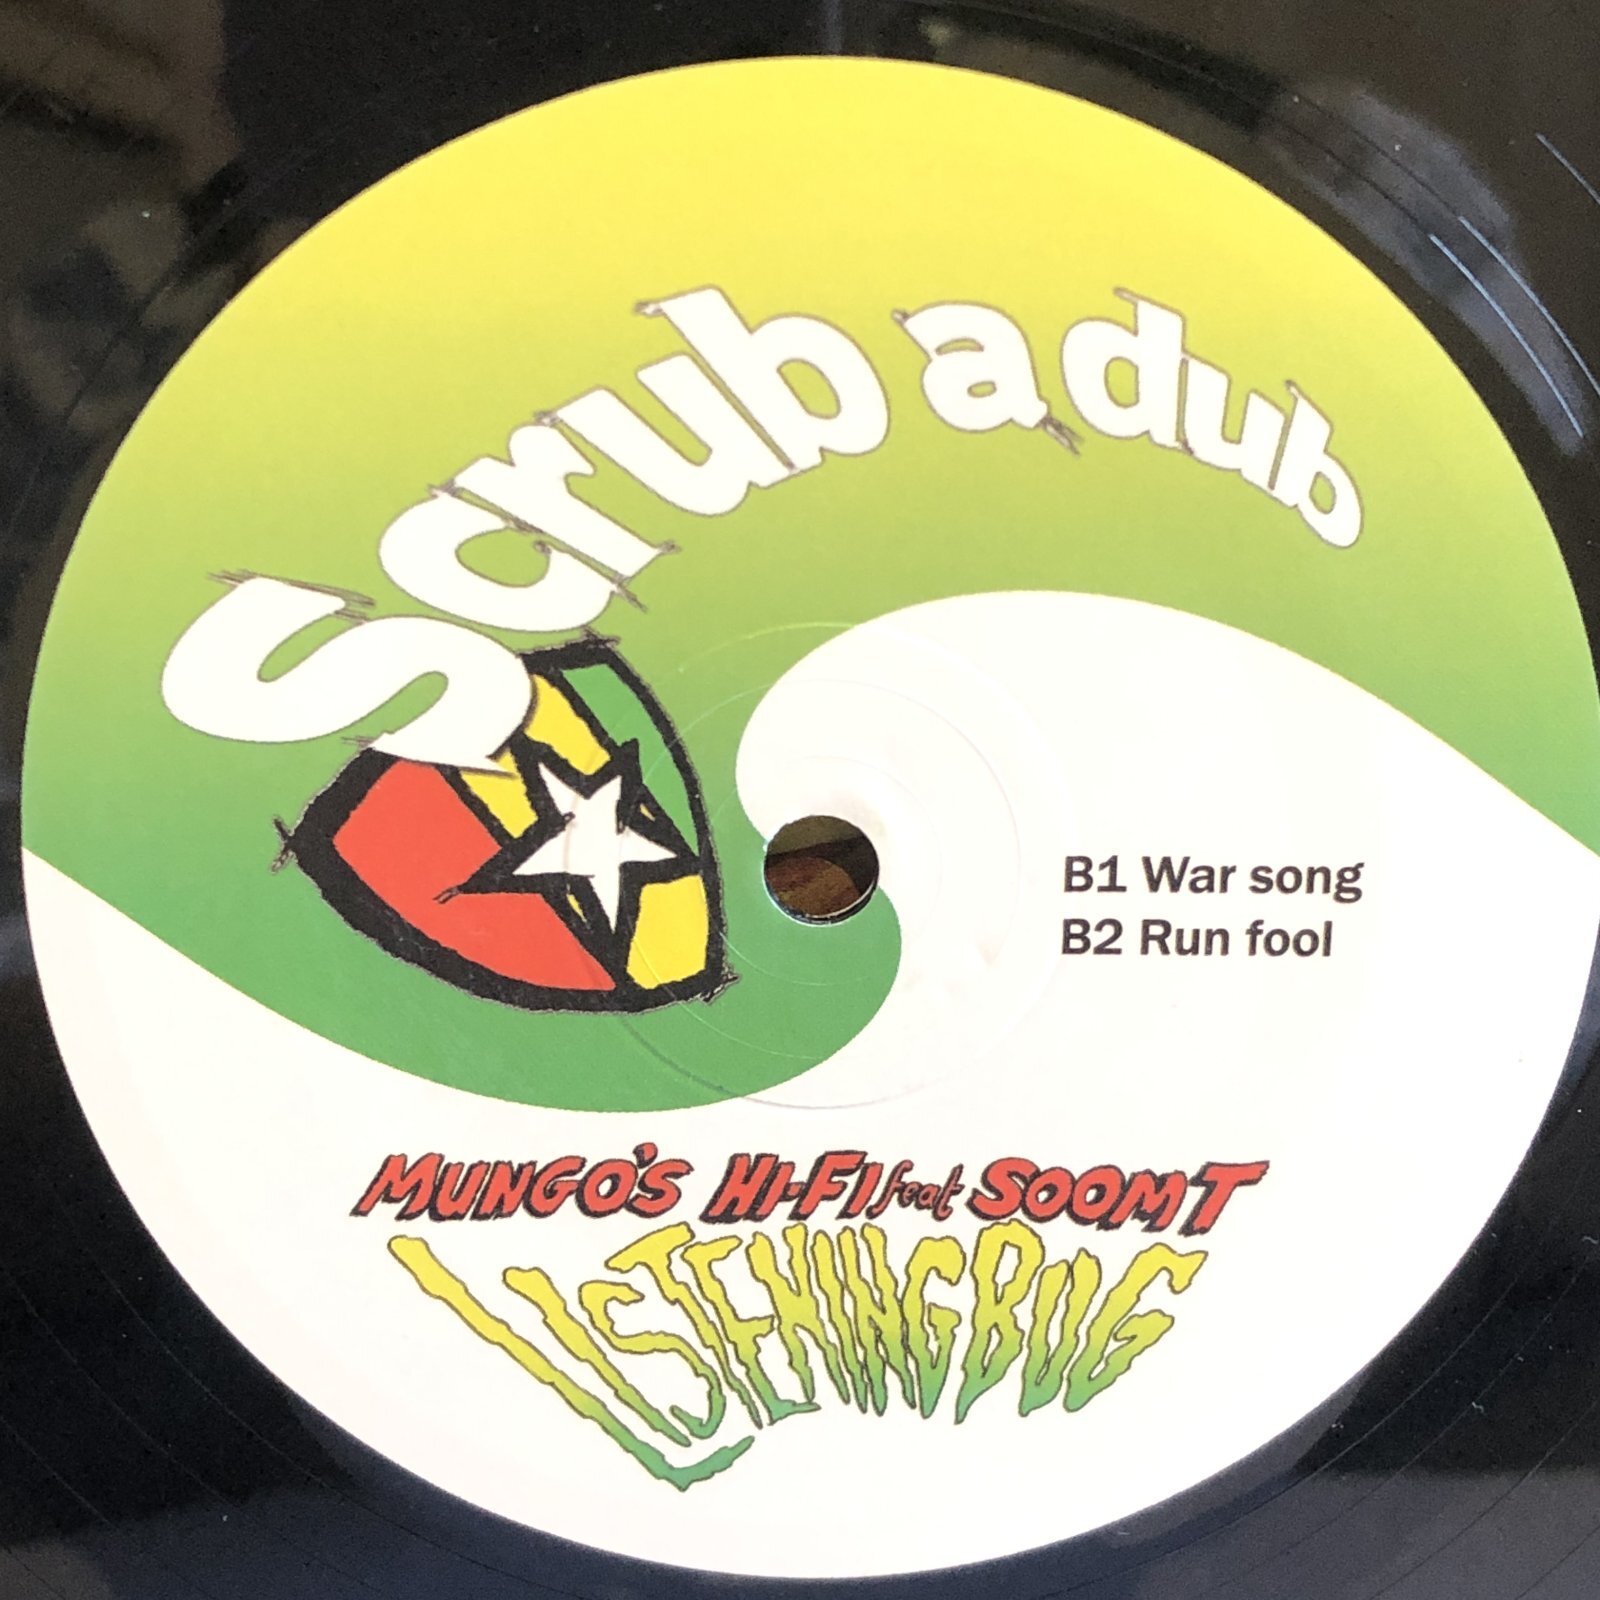 Scrub a dub
B1 War song
B2 Run fool
MUNGO'S HI-FI feat SOOM T
LISTENING BUG